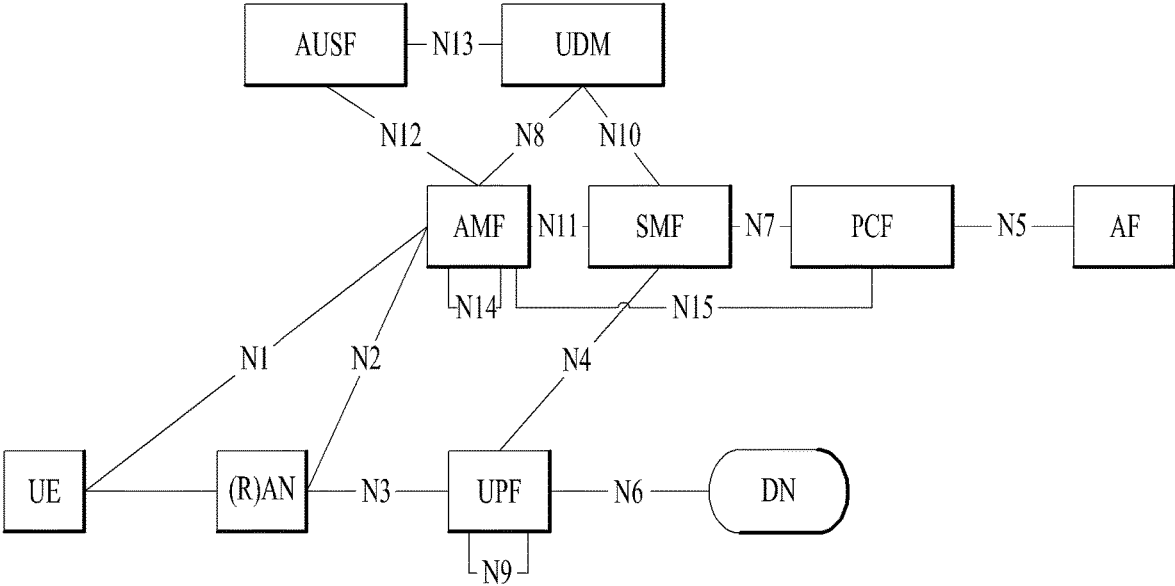 AUSF N13 UDM
N12 N8 N10
AMF N11 SMF N7 PCF N5 AF
N14 N15
N1 N2 N4
UE (R)AN N3 UPF N6 DN
N9